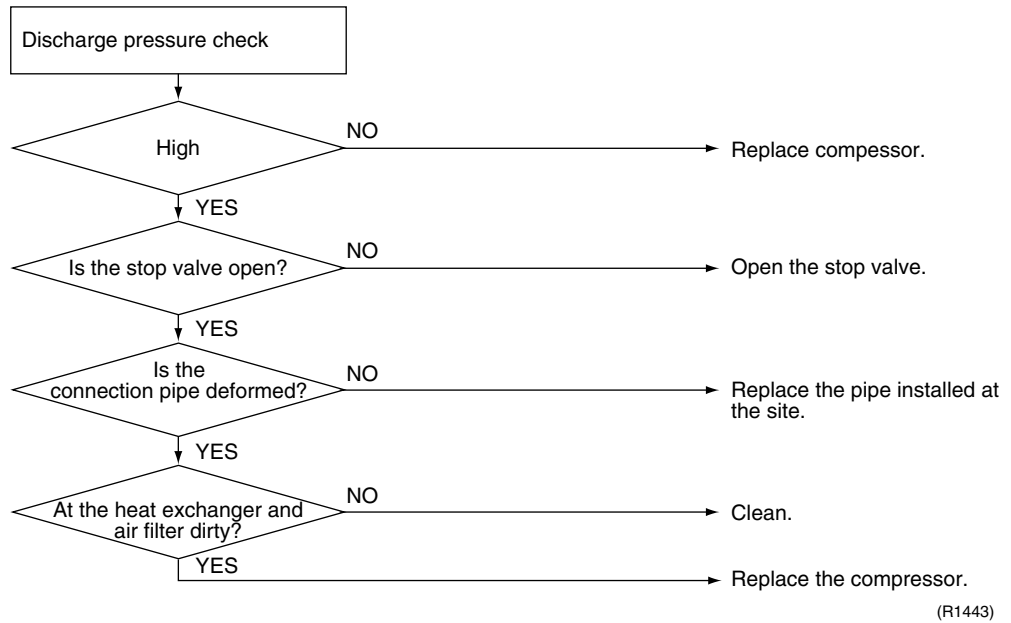 Discharge pressure check
High
NO
Replace compessor.
YES
Is the stop valve open?
NO
Open the stop valve.
YES
Is the
connection pipe deformed?
NO
Replace the pipe installed at
the site.
YES
At the heat exchanger and
air filter dirty?
NO
Clean.
YES
Replace the compressor.
(R1443)